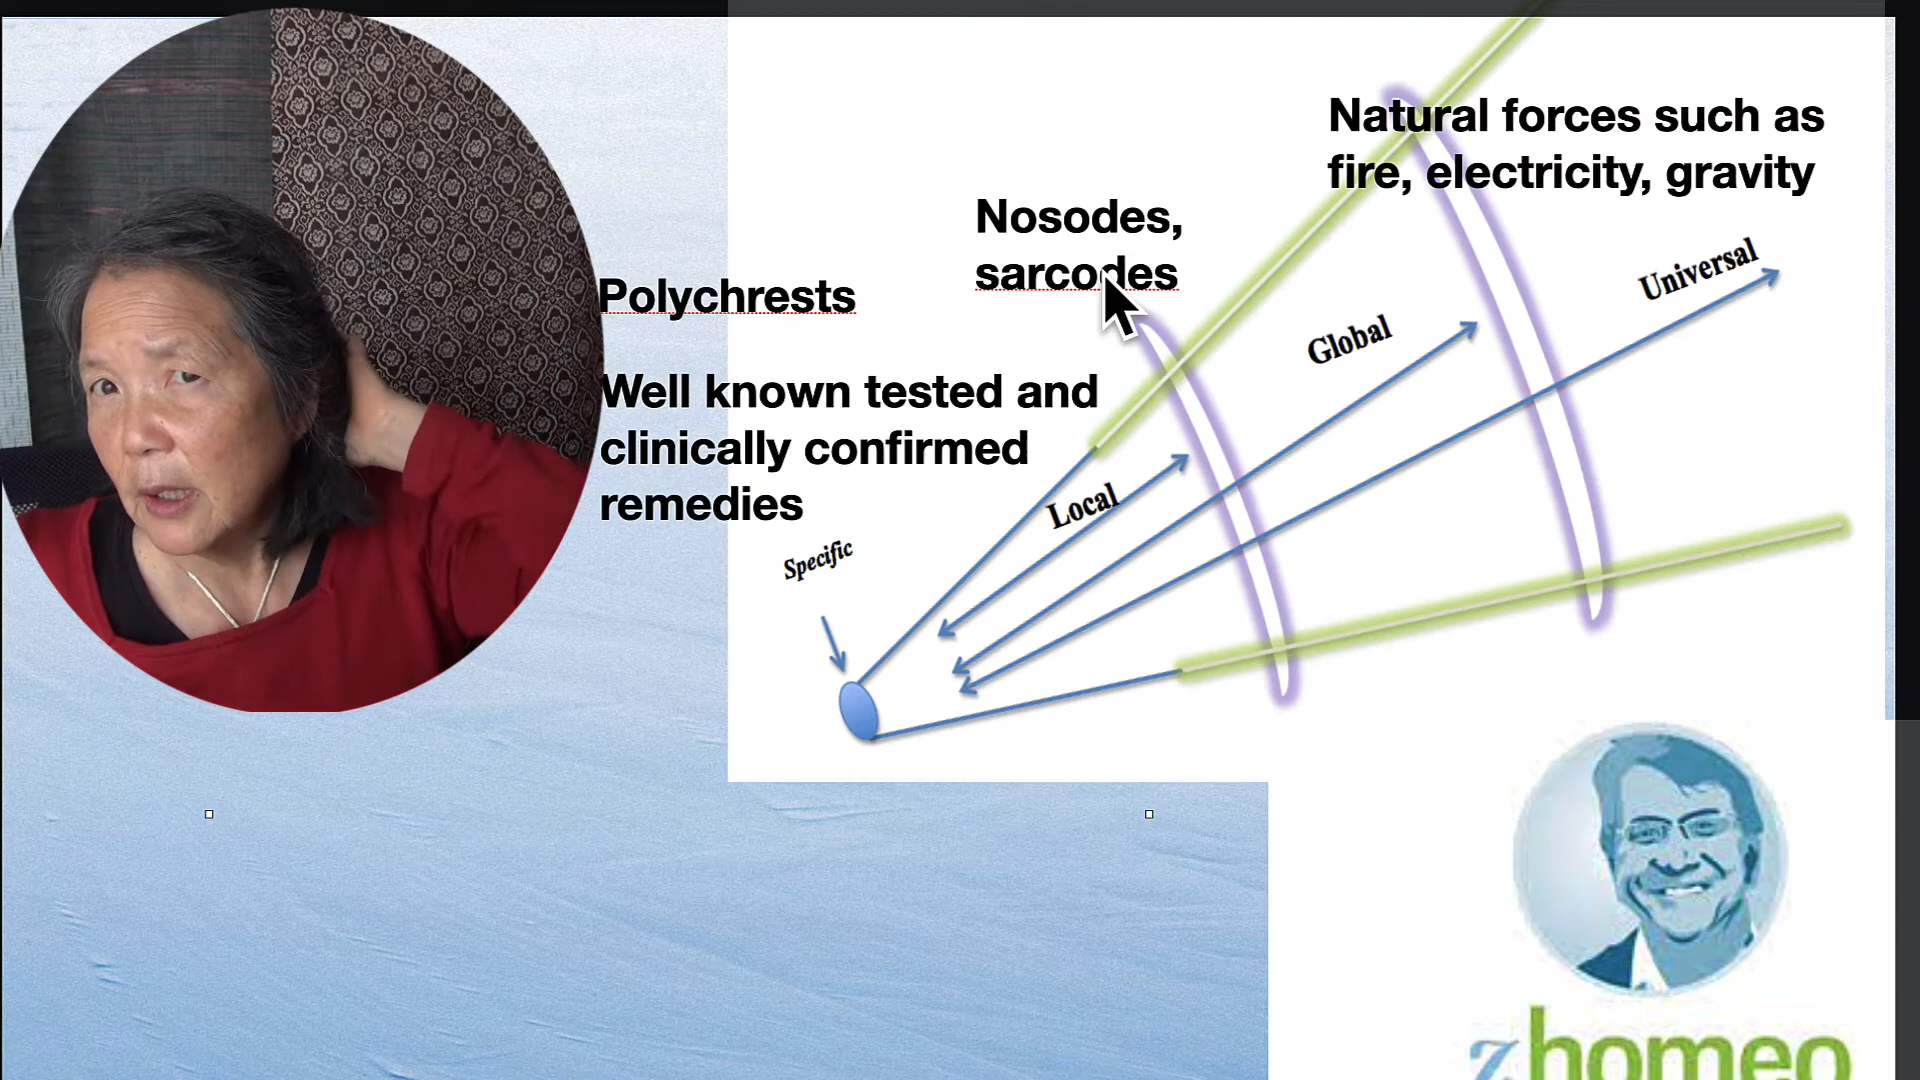 Natural forces such as
fire, electricity, gravity
Nosodes,
sarcodes
Polychrests
Well known tested and
clinically confirmed
remedies
Universal
Global
Local
Specific
zhomeo